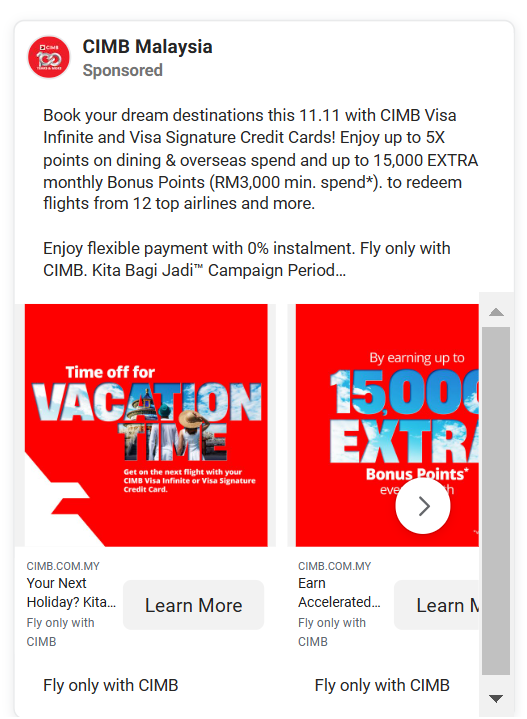 CIMB Malaysia
Sponsored
Book your dream destinations this 11.11 with CIMB Visa
Infinite and Visa Signature Credit Cards! Enjoy up to 5X
points on dining & overseas spend and up to 15,000 EXTRA
monthly Bonus Points (RM3,000 min. spend*). to redeem
flights from 12 top airlines and more.
Enjoy flexible payment with 0% instalment. Fly only with
CIMB. Kita Bagi Jadi™ Campaign Period…
Time off for
VACATION
TIME
Get on the next flight with your
CIMB Visa Infinite or Visa Signature
Credit Card.
By earning up to
15,000
EXTRA
Bonus Points*
CIMB.COM.MY
Your Next
Holiday? Kita…
Fly only with
CIMB
Learn More
CIMB.COM.MY
Earn
Accelerated…
Fly only with
CIMB
Learn M
Fly only with CIMB
Fly only with CIMB